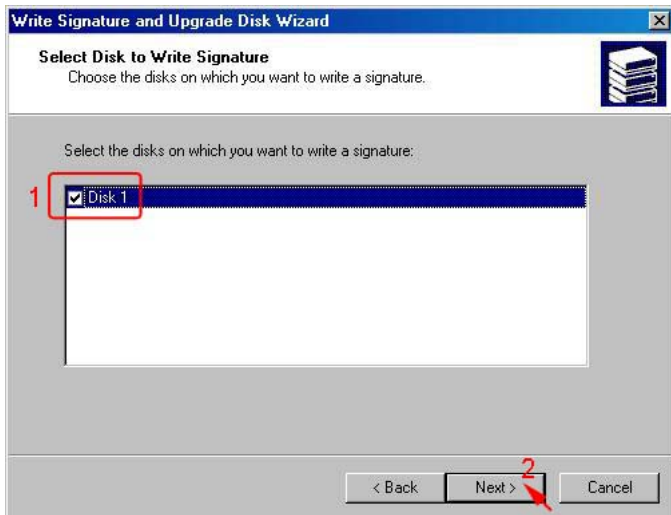 Write Signature and Upgrade Disk Wizard
Select Disk to Write Signature
Choose the disks on which you want to write a signature.
Select the disks on which you want to write a signature:
1
Disk 1
2
< Back
Next >
Cancel